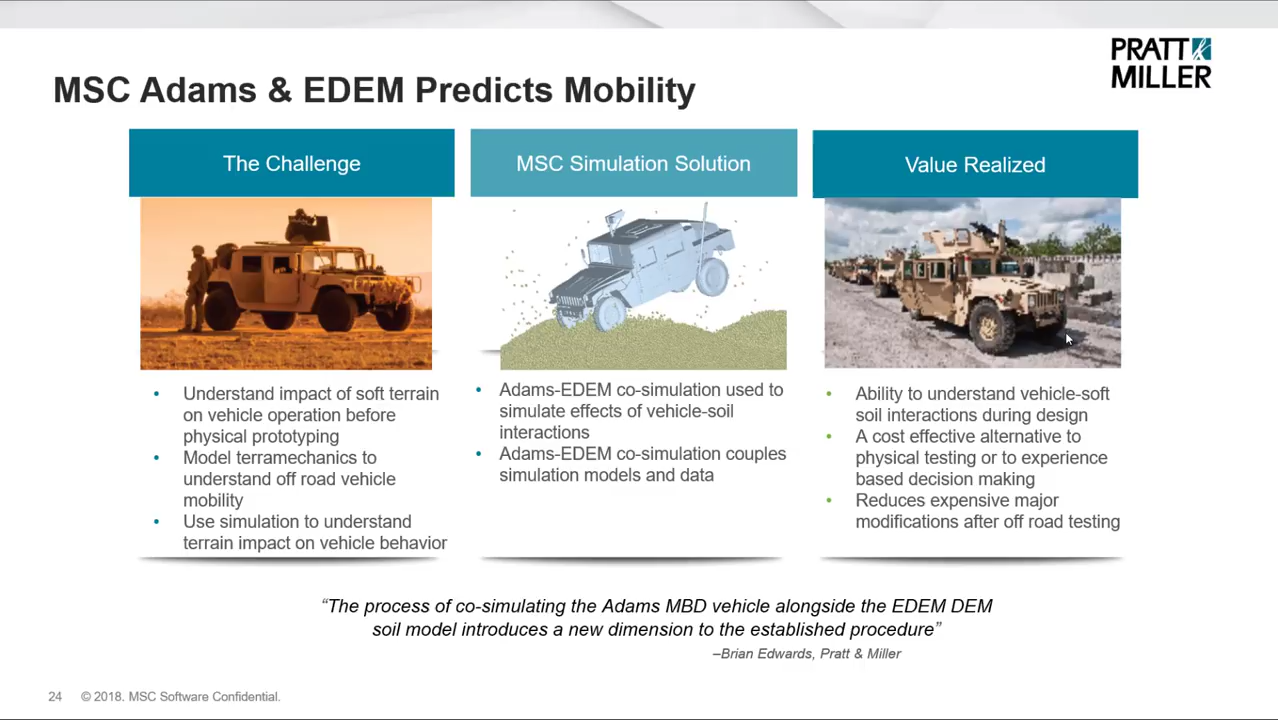 PRATT &
MILLER
MSC Adams & EDEM Predicts Mobility
The Challenge
• Understand impact of soft terrain
on vehicle operation before
physical prototyping
• Model terramechanics to
understand off road vehicle
mobility
• Use simulation to understand
terrain impact on vehicle behavior
MSC Simulation Solution
• Adams-EDEM co-simulation used to
simulate effects of vehicle-soil
interactions
• Adams-EDEM co-simulation couples
simulation models and data
Value Realized
• Ability to understand vehicle-soft
soil interactions during design
• A cost effective alternative to
physical testing or to experience
based decision making
• Reduces expensive major
modifications after off road testing
“The process of co-simulating the Adams MBD vehicle alongside the EDEM DEM
soil model introduces a new dimension to the established procedure”
–Brian Edwards, Pratt & Miller
24 © 2018. MSC Software Confidential.